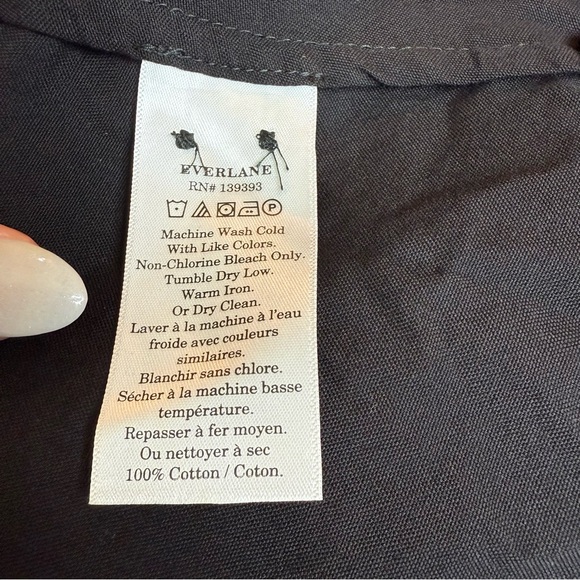 EVERLANE
RN# 139393
P
Machine Wash Cold
With Like Colors.
Non-Chlorine Bleach Only.
Tumble Dry Low.
Warm Iron.
Or Dry Clean.
Laver à la machine à l'eau
froide avec couleurs
similaires.
Blanchir sans chlore.
Sécher à la machine basse
température.
Repasser à fer moyen.
Ou nettoyer à sec
100% Cotton / Coton.